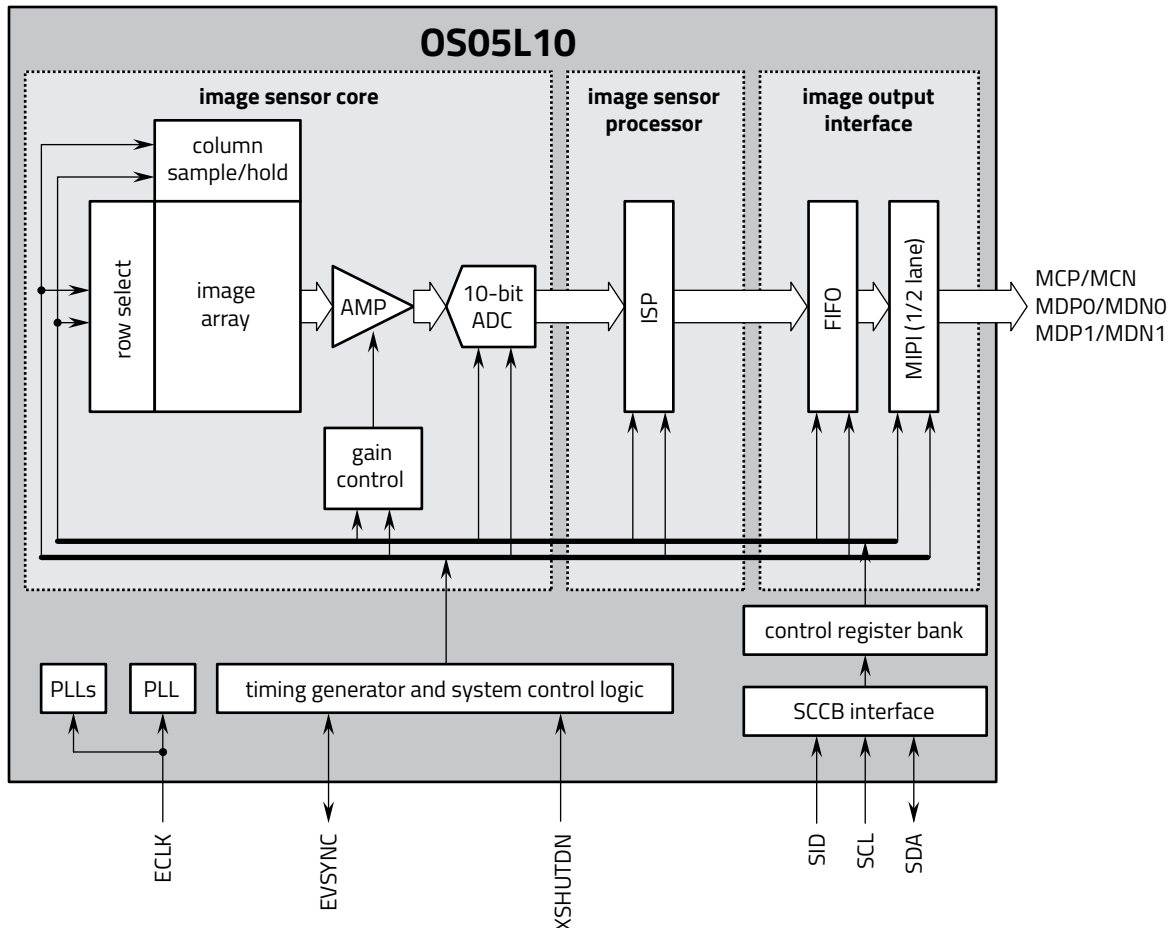 OS05L10
image sensor core
image sensor
processor
image output
interface
column
sample/hold
row select
image
array
AMP
10-bit
ADC
gain
control
ISP
FIFO
MIPI (1/2 lane)
MCP/MCN
MDP0/MDN0
MDP1/MDN1
control register bank
PLLs
PLL
timing generator and system control logic
SCCB interface
ECLK
EVSYNC
XSHUTDN
SID
SCL
SDA